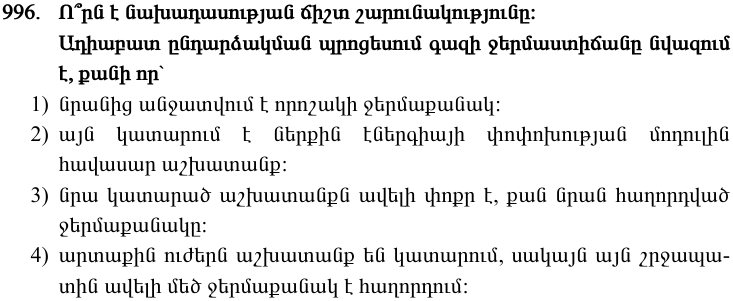 996. Ո՞րն է նախադասության ճիշտ շարունակությունը:
Ադիաբատ ընդարձակման պրոցեսում գազի ջերմաստիճանը նվազում
է, քանի որ՝
1) նրանից անջատվում է որոշակի ջերմաքանակ:
2) այն կատարում է ներքին էներգիայի փոփոխության մոդուլին
հավասար աշխատանք:
3) նրա կատարած աշխատանքն ավելի փոքր է, քան նրան հաղորդված
ջերմաքանակը:
4) արտաքին ուժերն աշխատանք են կատարում, սակայն այն շրջապա-
տին ավելի մեծ ջերմաքանակ է հաղորդում: